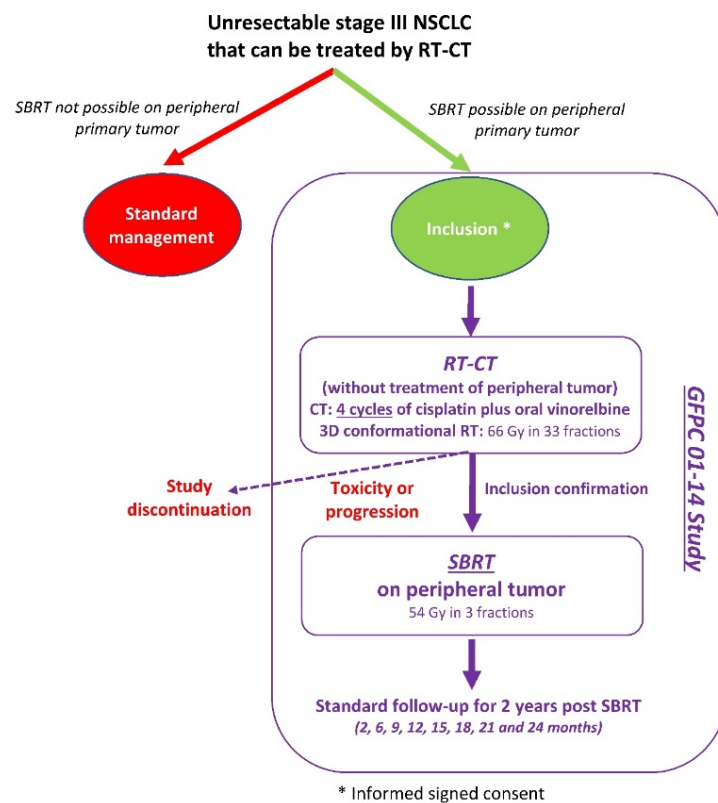 Unresectable stage III NSCLC
that can be treated by RT-CT
SBRT not possible on peripheral
primary tumor
SBRT possible on peripheral
primary tumor
Standard
management
Inclusion *
RT-CT
(without treatment of peripheral tumor)
CT: 4 cycles of cisplatin plus oral vinorelbine
3D conformational RT: 66 Gy in 33 fractions
Study
discontinuation
Toxicity or
progression
Inclusion confirmation
SBRT
on peripheral tumor
54 Gy in 3 fractions
Standard follow-up for 2 years post SBRT
(2, 6, 9, 12, 15, 18, 21 and 24 months)
GFPC 01-14 Study
* Informed signed consent